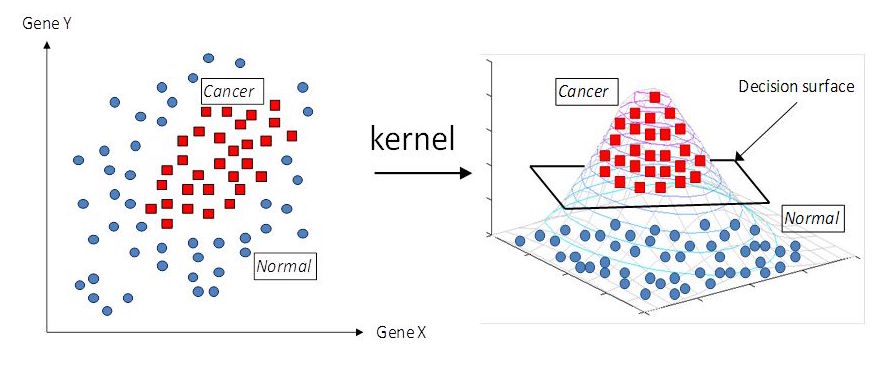 Gene Y
Cancer
Normal
Gene X
kernel
Cancer
Decision surface
Normal